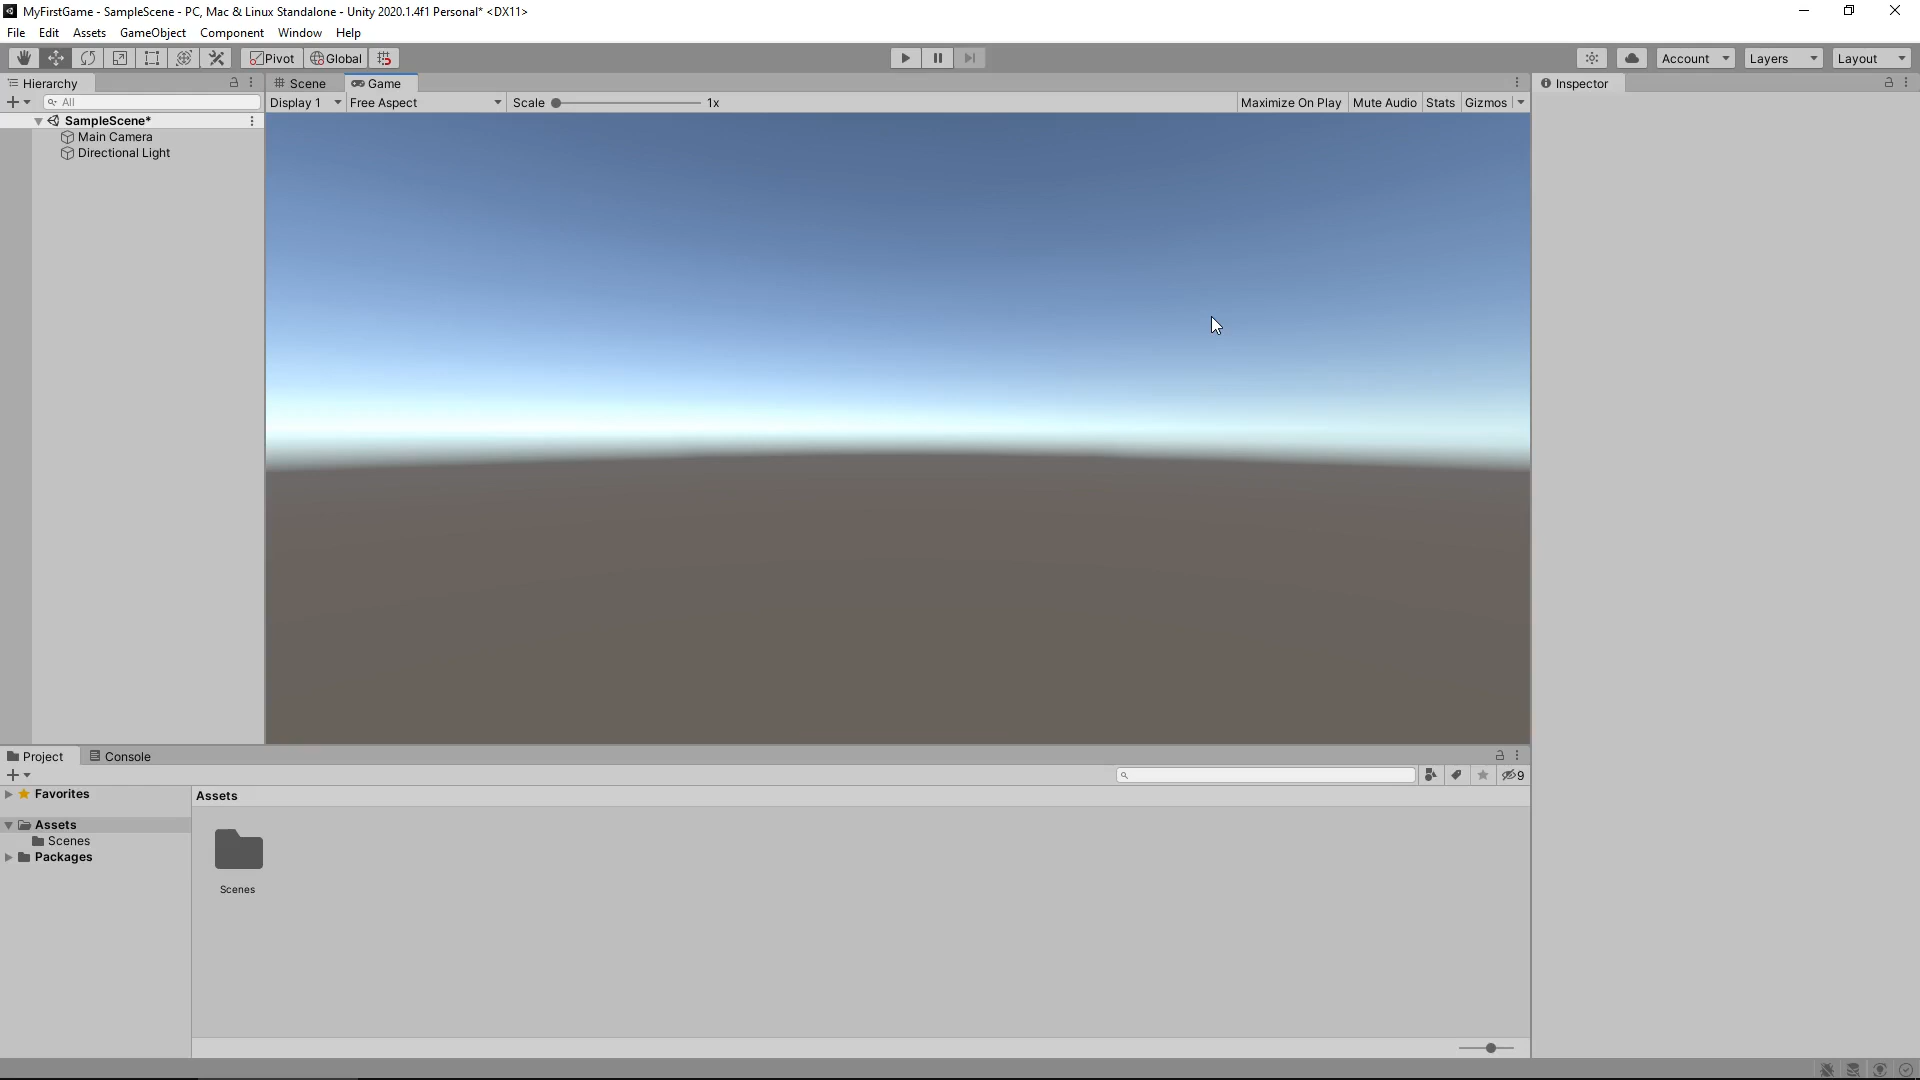 MyFirstGame - SampleScene - PC, Mac & Linux Standalone - Unity 2020.1.4f1 Personal* <DX11>
File Edit Assets GameObject Component Window Help
Pivot Global Account Layers Layout
Hierarchy Scene Game Inspector
All Display 1 Free Aspect Scale 1x Maximize On Play Mute Audio Stats Gizmos
SampleScene*
Main Camera
Directional Light
Project Console
9
Favorites Assets
Assets
Scenes
Packages
Scenes